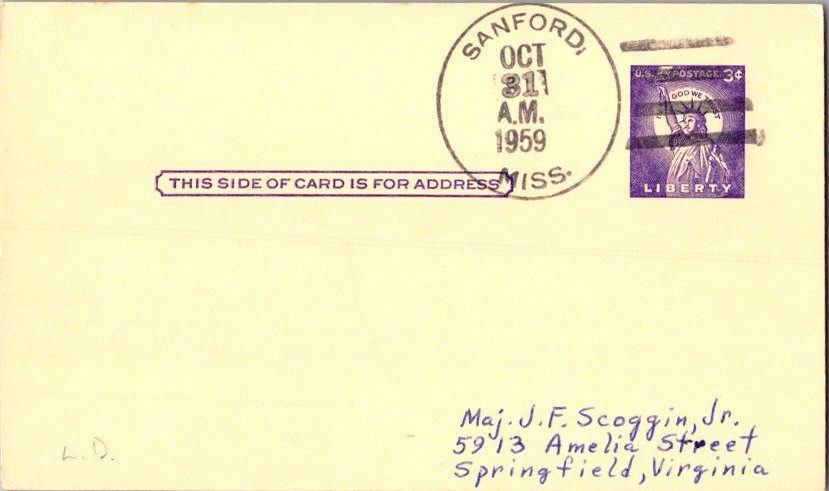 SANFORD,
OCT
31
A.M.
1959
MISS.
U.S. POSTAGE 3¢
IN GOD WE TRUST
LIBERTY
THIS SIDE OF CARD IS FOR ADDRESS
L.D.
Maj. J. F. Scoggin, Jr.
5913 Amelia Street
Springfield, Virginia